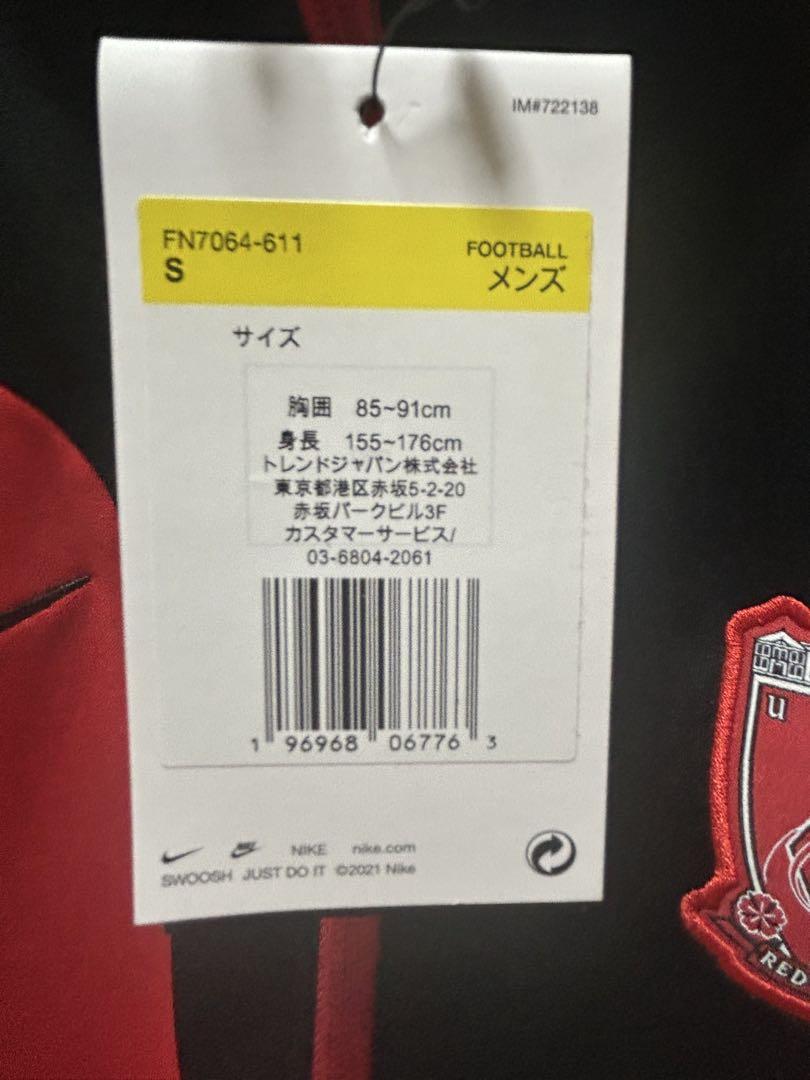 IM#722138
FN7064-611
S
FOOTBALL
メンズ
サイズ
胸囲 85~91cm
身長 155~176cm
トレンドジャパン株式会社
東京都港区赤坂5-2-20
赤坂パークビル3F
カスタマーサービス/
03-6804-2061
1 96968 06776 3
NIKE nike.com
SWOOSH JUST DO IT ©2021 Nike
u
RED